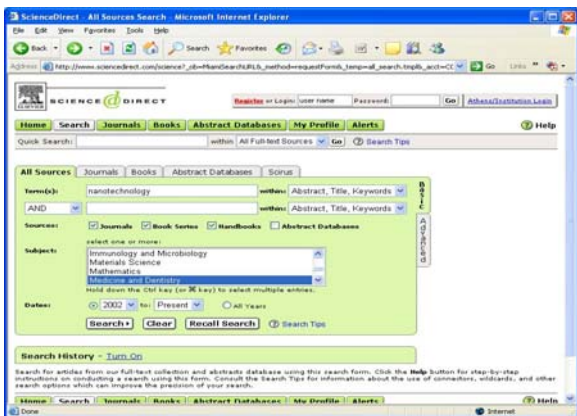 ScienceDirect - All Sources Search - Microsoft Internet Explorer
File Edit View Favorites Tools Help
Back Search Favorites
Address http://www.sciencedirect.com/science?_ob=MiamiSearchURL&_method=requestForm&_temp=all_search.tmpl&_acct=C Go Links
SCIENCE DIRECT Register or Login: user name Password: Go Athens/Institution Login
Home Search Journals Books Abstract Databases My Profile Alerts Help
Quick Search: within All Full-text Sources Go Search Tips
All Sources Journals Books Abstract Databases Scirus
Term(s): nanotechnology within: Abstract, Title, Keywords
Basic
AND within: Abstract, Title, Keywords
Advanced
Sources: Journals Book Series Handbooks Abstract Databases
select one or more:
Subject: Immunology and Microbiology
Materials Science
Mathematics
Medicine and Dentistry
Hold down the Ctrl key (or ⌘ key) to select multiple entries.
Dates: 2002 to: Present All Years
Search Clear Recall Search Search Tips
Search History - Turn On
Search for articles from our full-text collection and abstracts database using this search form. Click the Help button for step-by-step
instructions on conducting a search using this form. Consult the Search Tips for information about the use of connectors, wildcards, and other
search options which can improve the precision of your search.
Home Search Journals Books Abstract Databases My Profile Alerts Help
Done Internet